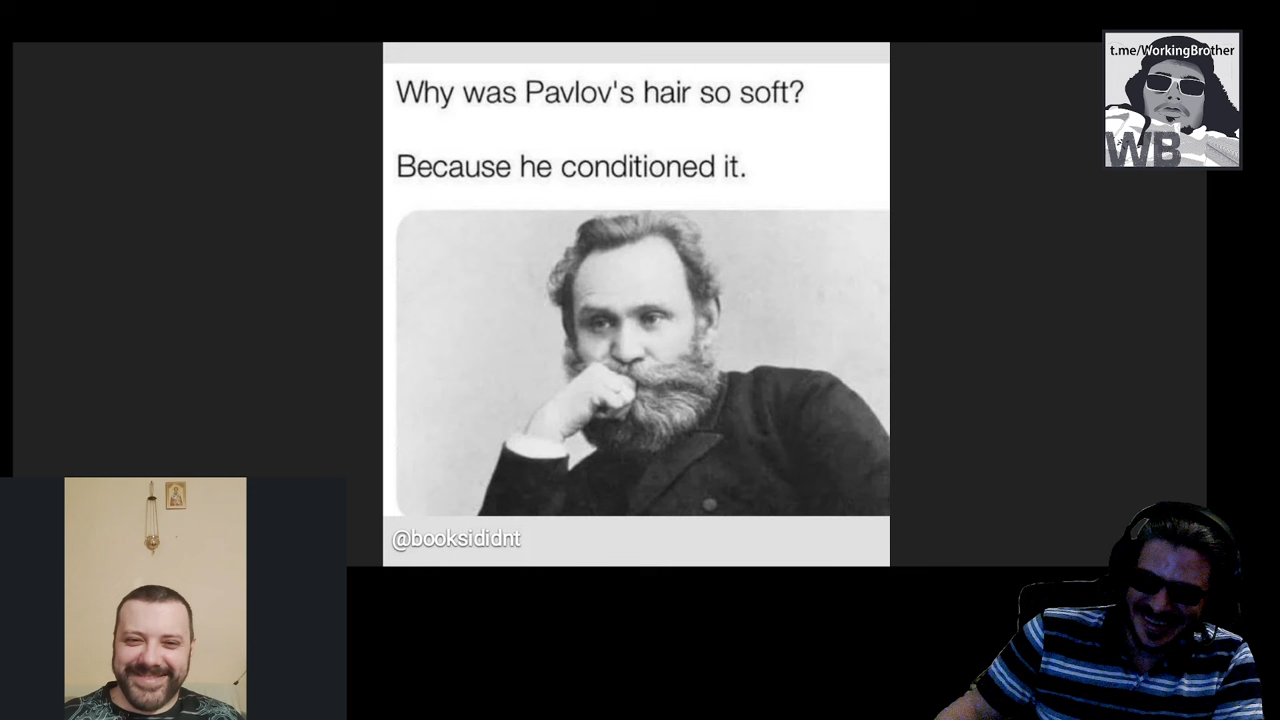 t.me/WorkingBrother
WB
Why was Pavlov's hair so soft?
Because he conditioned it.
@booksididnt